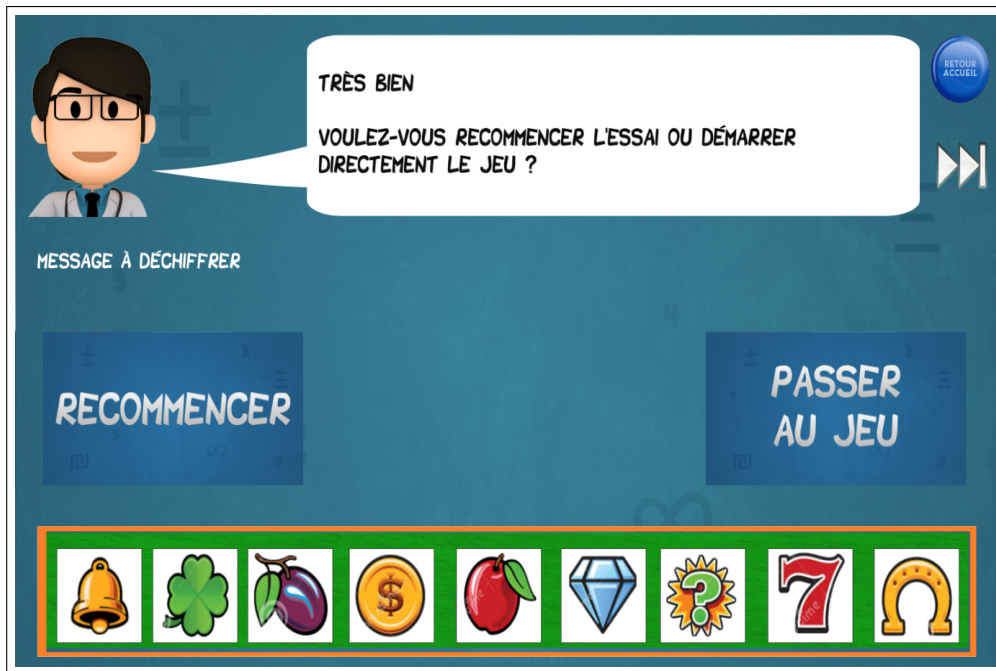 TRÈS BIEN
VOULEZ-VOUS RECOMMENCER L'ESSAI OU DÉMARRER
DIRECTEMENT LE JEU ?
RETOUR
ACCUEIL
MESSAGE À DÉCHIFFRER
RECOMMENCER
PASSER
AU JEU
$
?
7